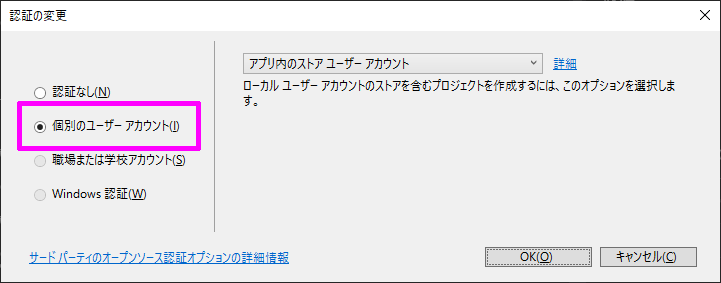 認証の変更
アプリ内のストア ユーザー アカウント
詳細
ローカル ユーザー アカウントのストアを含むプロジェクトを作成するには、このオプションを選択しま
す。
認証なし(N)
個別のユーザー アカウント(I)
職場または学校アカウント(S)
Windows 認証(W)
サード パーティのオープンソース認証オプションの詳細情報
OK(O)
キャンセル(C)